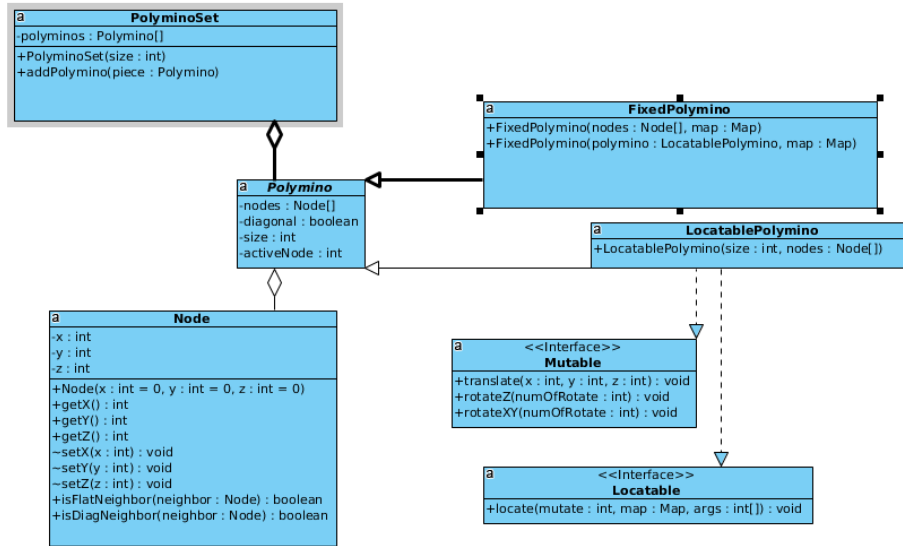 a
PolyminoSet
-polyminos : Polymino[]
+PolyminoSet(size : int)
+addPolymino(piece : Polymino)
a
FixedPolymino
+FixedPolymino(nodes : Node[], map : Map)
+FixedPolymino(polymino : LocatablePolymino, map : Map)
a
Polymino
-nodes : Node[]
-diagonal : boolean
-size : int
-activeNode : int
a
LocatablePolymino
+LocatablePolymino(size : int, nodes : Node[])
a
Node
-x : int
-y : int
-z : int
+Node(x : int = 0, y : int = 0, z : int = 0)
+getX() : int
+getY() : int
+getZ() : int
~setX(x : int) : void
~setY(y : int) : void
~setZ(z : int) : void
+isFlatNeighbor(neighbor : Node) : boolean
+isDiagNeighbor(neighbor : Node) : boolean
a
<<Interface>>
Mutable
+translate(x : int, y : int, z : int) : void
+rotateZ(numOfRotate : int) : void
+rotateXY(numOfRotate : int) : void
a
<<Interface>>
Locatable
+locate(mutate : int, map : Map, args : int[]) : void